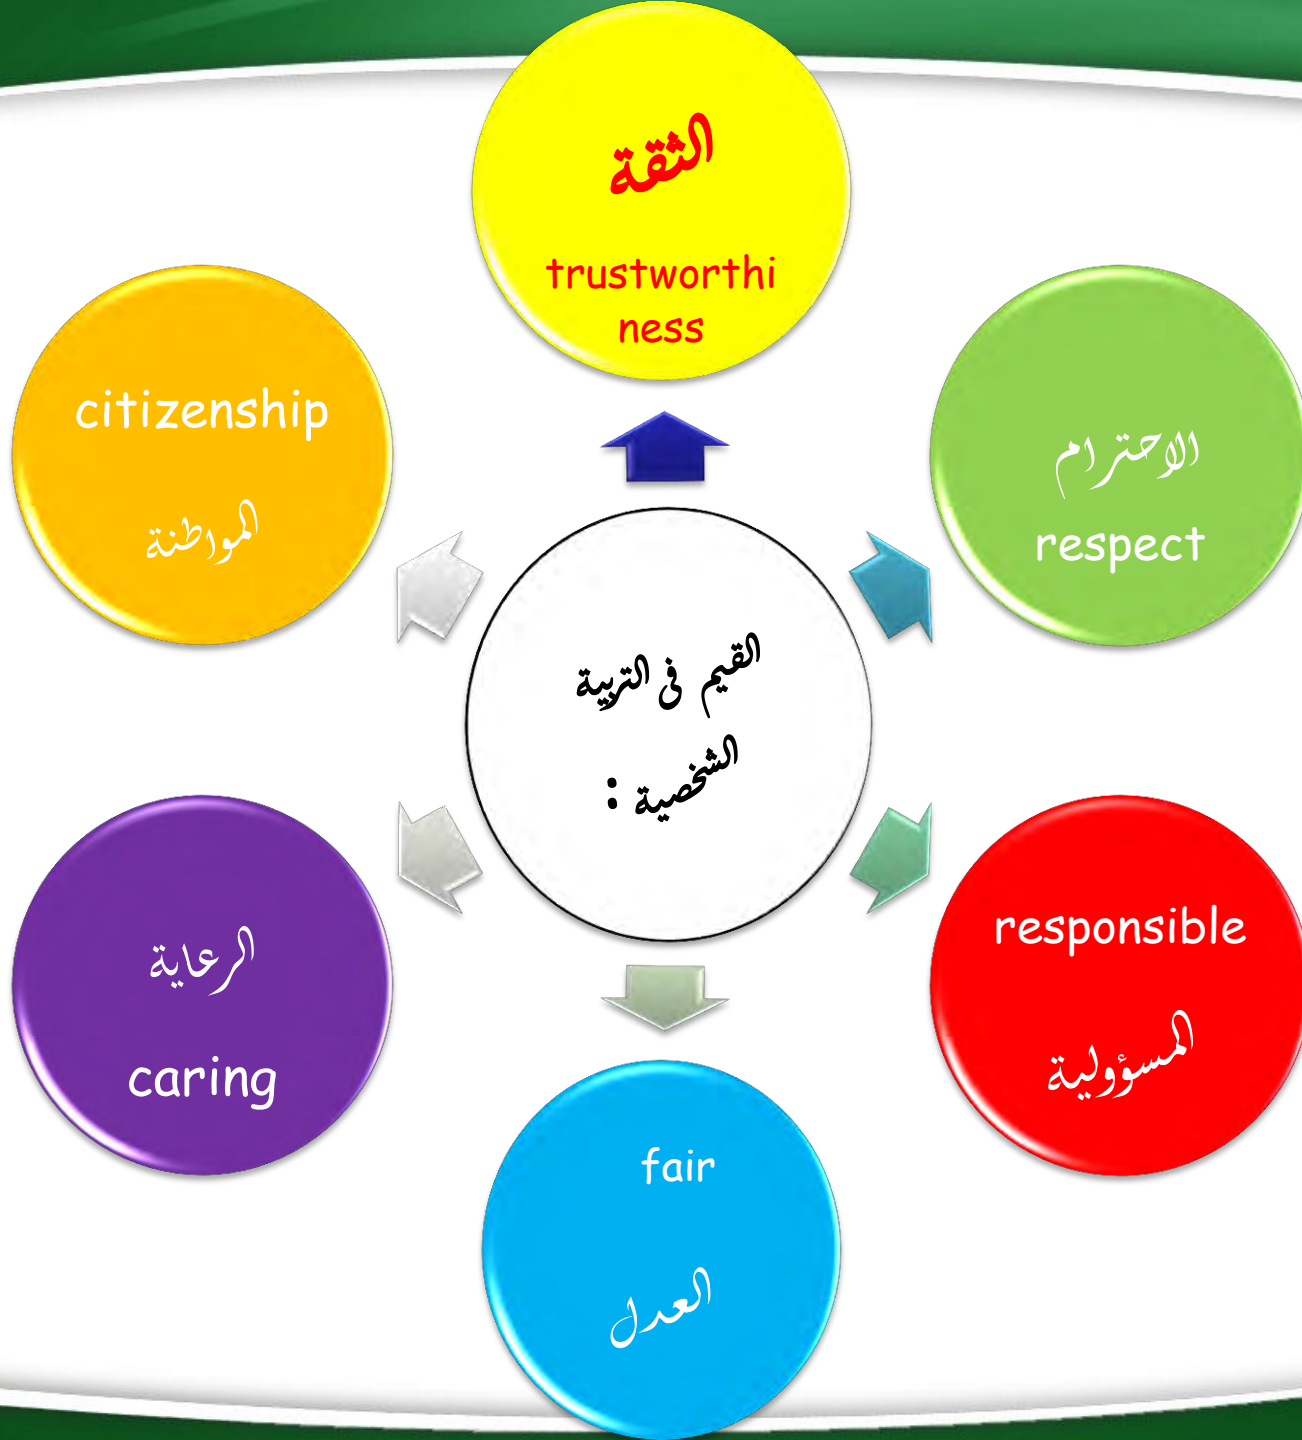 الثقة
trustworthi
ness
الاحترام
respect
responsible
المسؤولية
fair
العدل
الرعاية
caring
citizenship
المواطنة
القيم فى التربية
الشخصية :